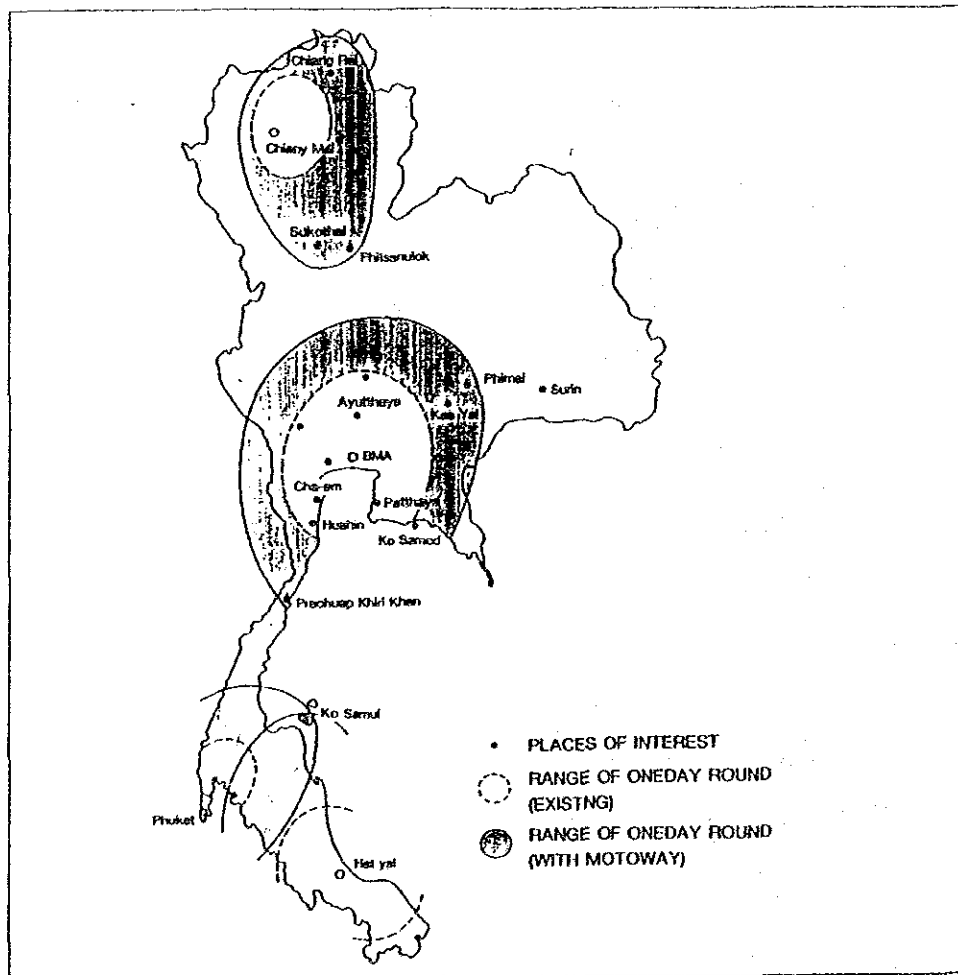 Chiang Rai
Chiany Mai
Sukothai
Phitsanulok
Phimai
Surin
Ayutthaya
Kao Yai
BMA
Cha-am
Patthaya
Huahin
Ko Samed
Prachuap Khiri Khan
Ko Samui
Phuket
Hat yai
PLACES OF INTEREST
RANGE OF ONEDAY ROUND
(EXISTNG)
RANGE OF ONEDAY ROUND
(WITH MOTOWAY)